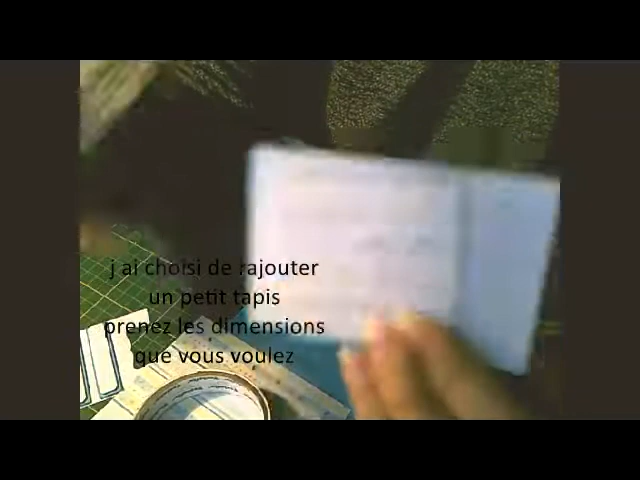 j ai choisi de rajouter
un petit tapis
prenez les dimensions
que vous voulez